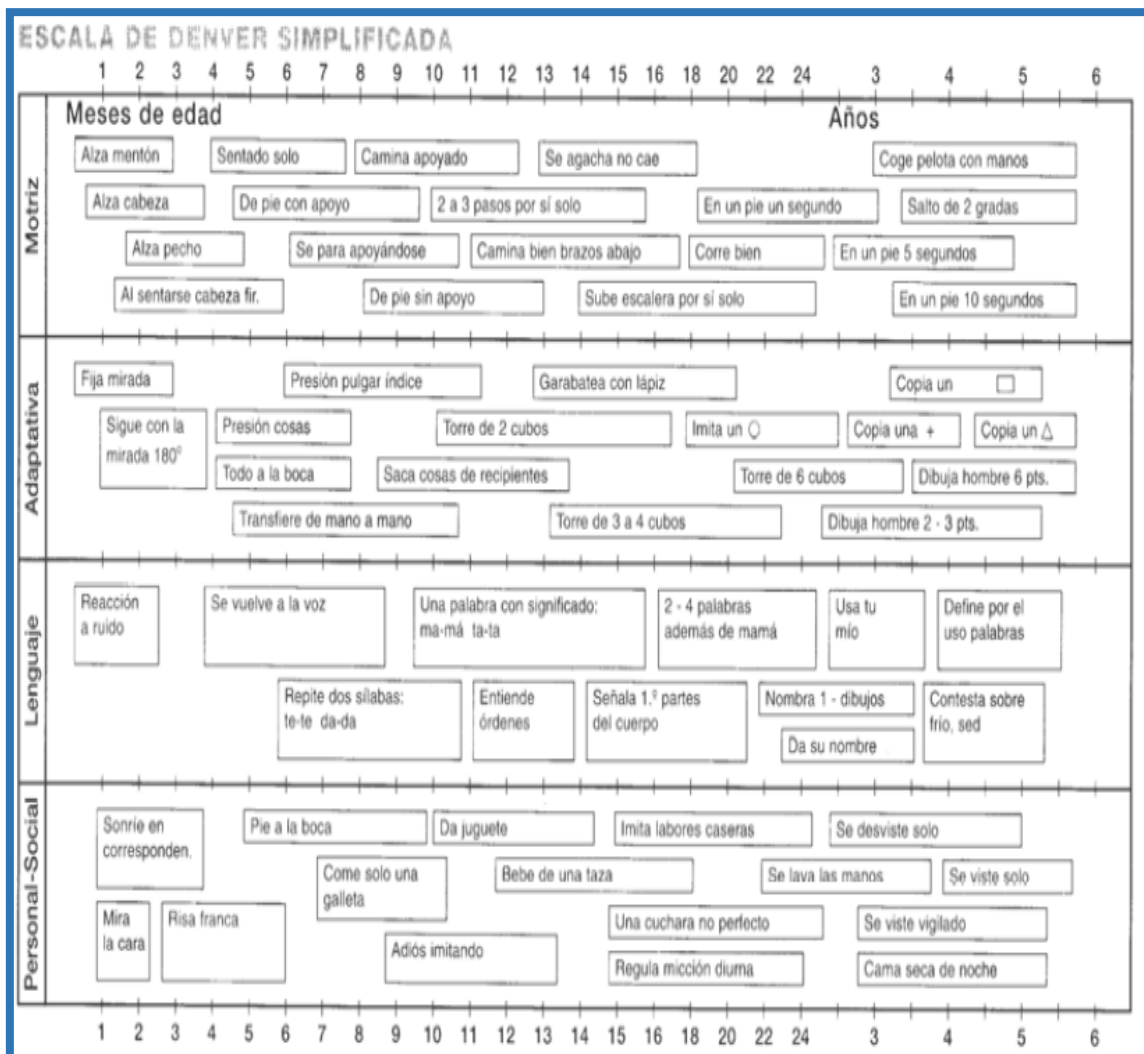 ESCALA DE DENVER SIMPLIFICADA
1 2 3 4 5 6 7 8 9 10 11 12 13 14 15 16 18 20 22 24 3 4 5 6
Meses de edad Años
Motriz
Alza mentón Sentado solo Camina apoyado Se agacha no cae Coge pelota con manos
Alza cabeza De pie con apoyo 2 a 3 pasos por sí solo En un pie un segundo Salto de 2 gradas
Alza pecho Se para apoyándose Camina bien brazos abajo Corre bien En un pie 5 segundos
Al sentarse cabeza fir. De pie sin apoyo Sube escalera por sí solo En un pie 10 segundos
Adaptativa
Fija mirada Presión pulgar índice Garabatea con lápiz Copia un □
Sigue con la Presión cosas Torre de 2 cubos Imita un ○ Copia una + Copia un △
mirada 180º
Todo a la boca Saca cosas de recipientes Torre de 6 cubos Dibuja hombre 6 pts.
Transfiere de mano a mano Torre de 3 a 4 cubos Dibuja hombre 2 - 3 pts.
Lenguaje
Reacción Se vuelve a la voz Una palabra con significado: 2 - 4 palabras Usa tu Define por el
a ruido ma-má ta-ta además de mamá mío uso palabras
Repite dos sílabas: Entiende Señala 1.º partes Nombra 1 - dibujos Contesta sobre
te-te da-da órdenes del cuerpo frío, sed
Da su nombre
Personal-Social
Sonríe en Pie a la boca Da juguete Imita labores caseras Se desviste solo
corresponden.
Come solo una Bebe de una taza Se lava las manos Se viste solo
galleta
Mira Risa franca Una cuchara no perfecto Se viste vigilado
la cara
Adiós imitando Regula micción diurna Cama seca de noche
1 2 3 4 5 6 7 8 9 10 11 12 13 14 15 16 18 20 22 24 3 4 5 6